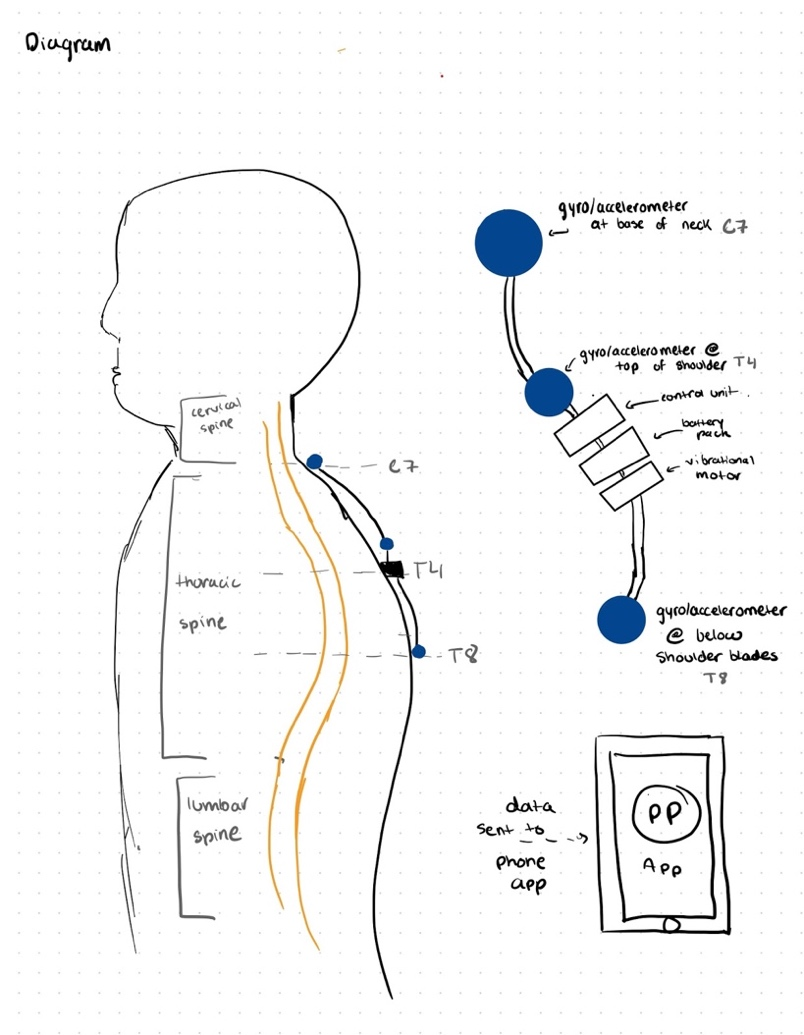 Diagram
gyro/accelerometer
at base of neck C7
gyro/accelerometer @
top of shoulder T4
control unit.
battery
pack
vibrational
motor
cervical
spine
C7
T4
thoracic
spine
T8
gyro/accelerometer
@ below
shoulder blades
T8
lumbar
spine
data
sent to
phone
app
PP
App